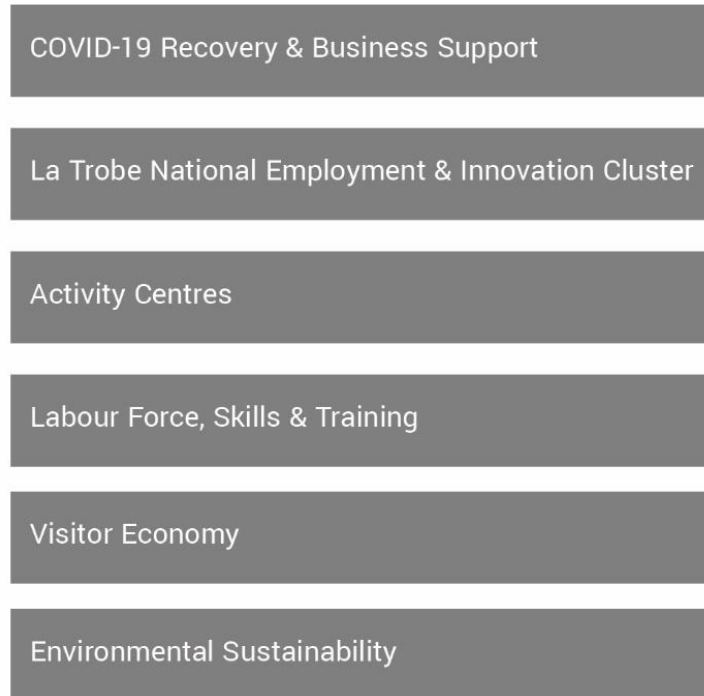 COVID-19 Recovery & Business Support
La Trobe National Employment & Innovation Cluster
Activity Centres
Labour Force, Skills & Training
Visitor Economy
Environmental Sustainability